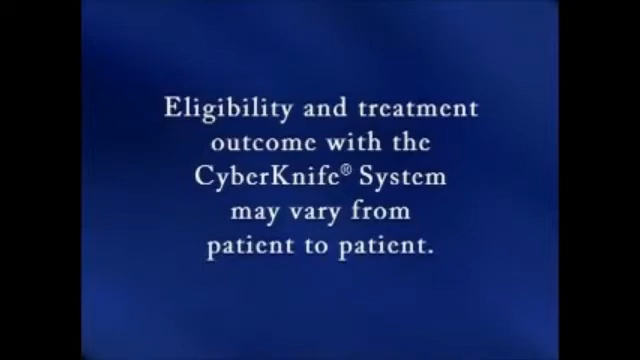 Eligibility and treatment
outcome with the
CyberKnife® System
may vary from
patient to patient.